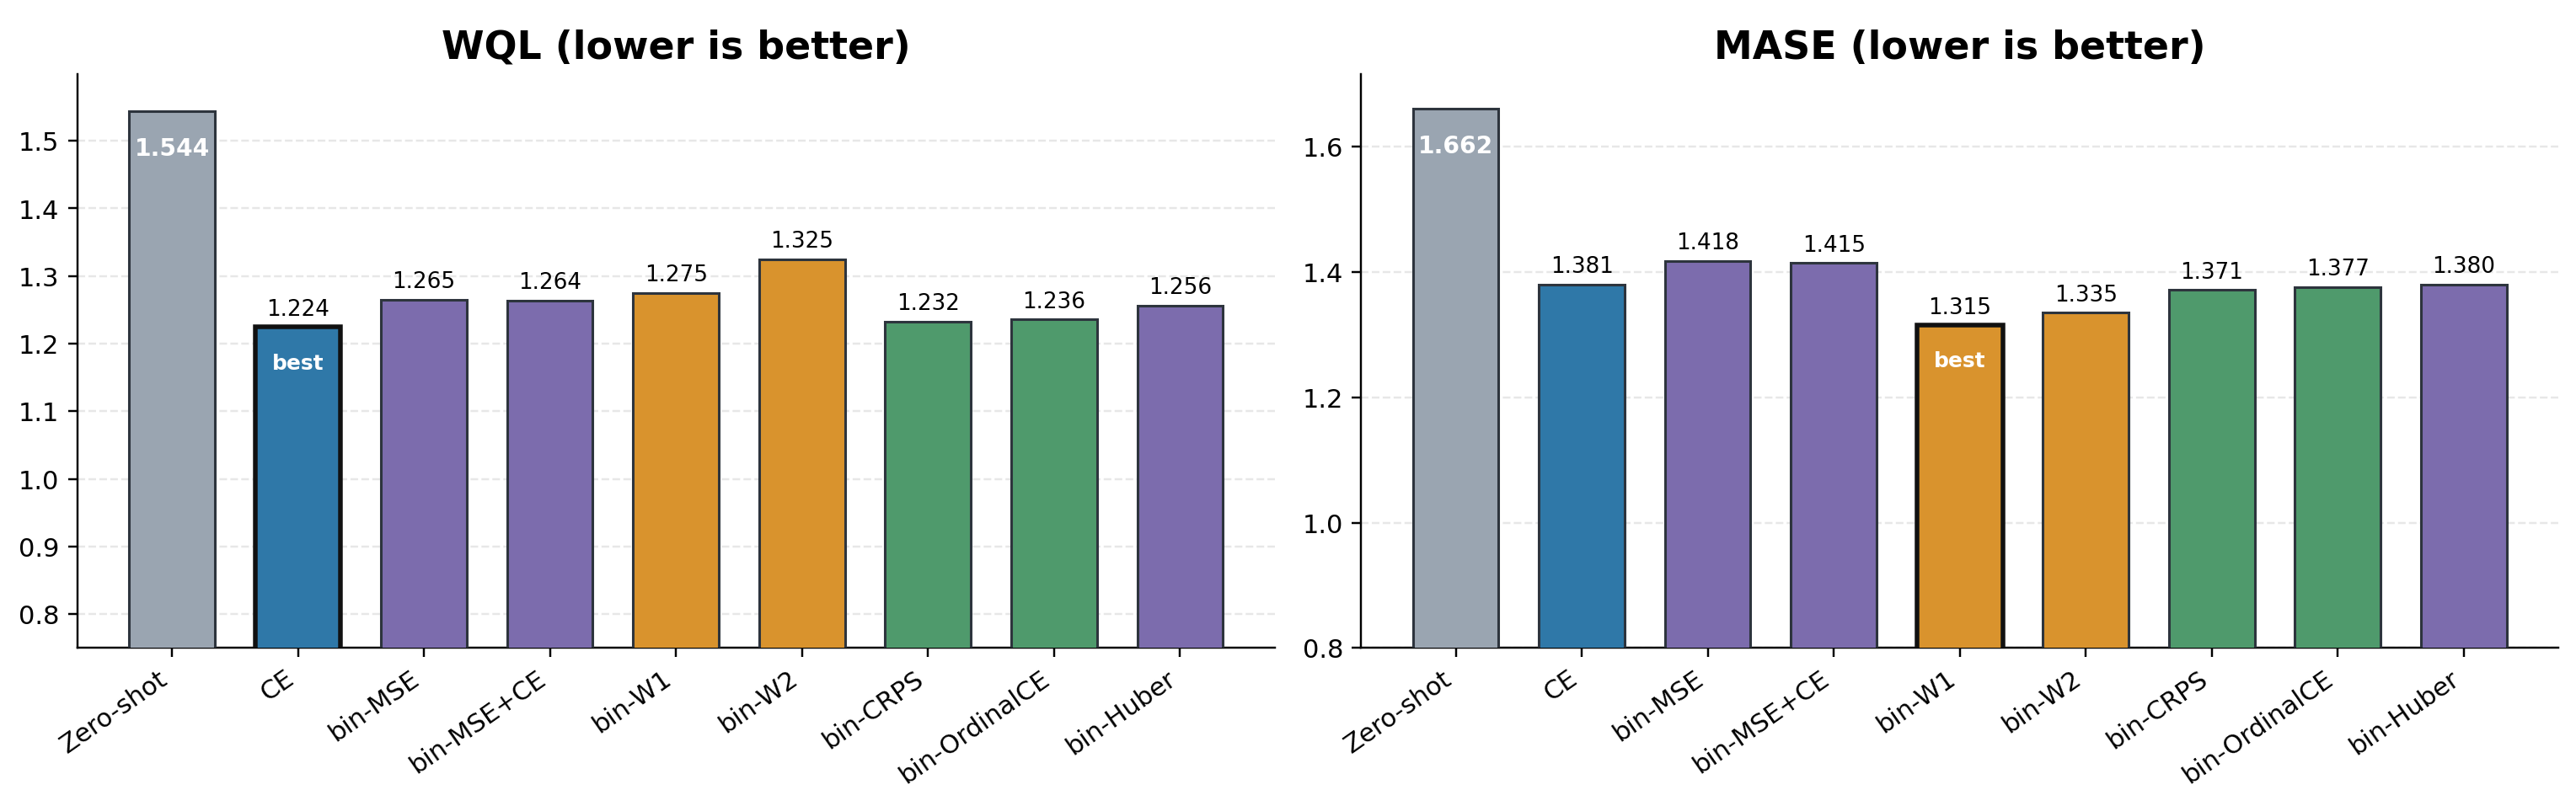 WQL (lower is better)
1.5
1.4
1.3
1.2
1.1
1.0
0.9
0.8
1.544
1.224
best
1.265
1.264
1.275
1.325
1.232
1.236
1.256
Zero-shot
CE
bin-MSE
bin-MSE+CE
bin-W1
bin-W2
bin-CRPS
bin-OrdinalCE
bin-Huber
MASE (lower is better)
1.6
1.4
1.2
1.0
0.8
1.662
1.381
1.418
1.415
1.315
best
1.335
1.371
1.377
1.380
Zero-shot
CE
bin-MSE
bin-MSE+CE
bin-W1
bin-W2
bin-CRPS
bin-OrdinalCE
bin-Huber